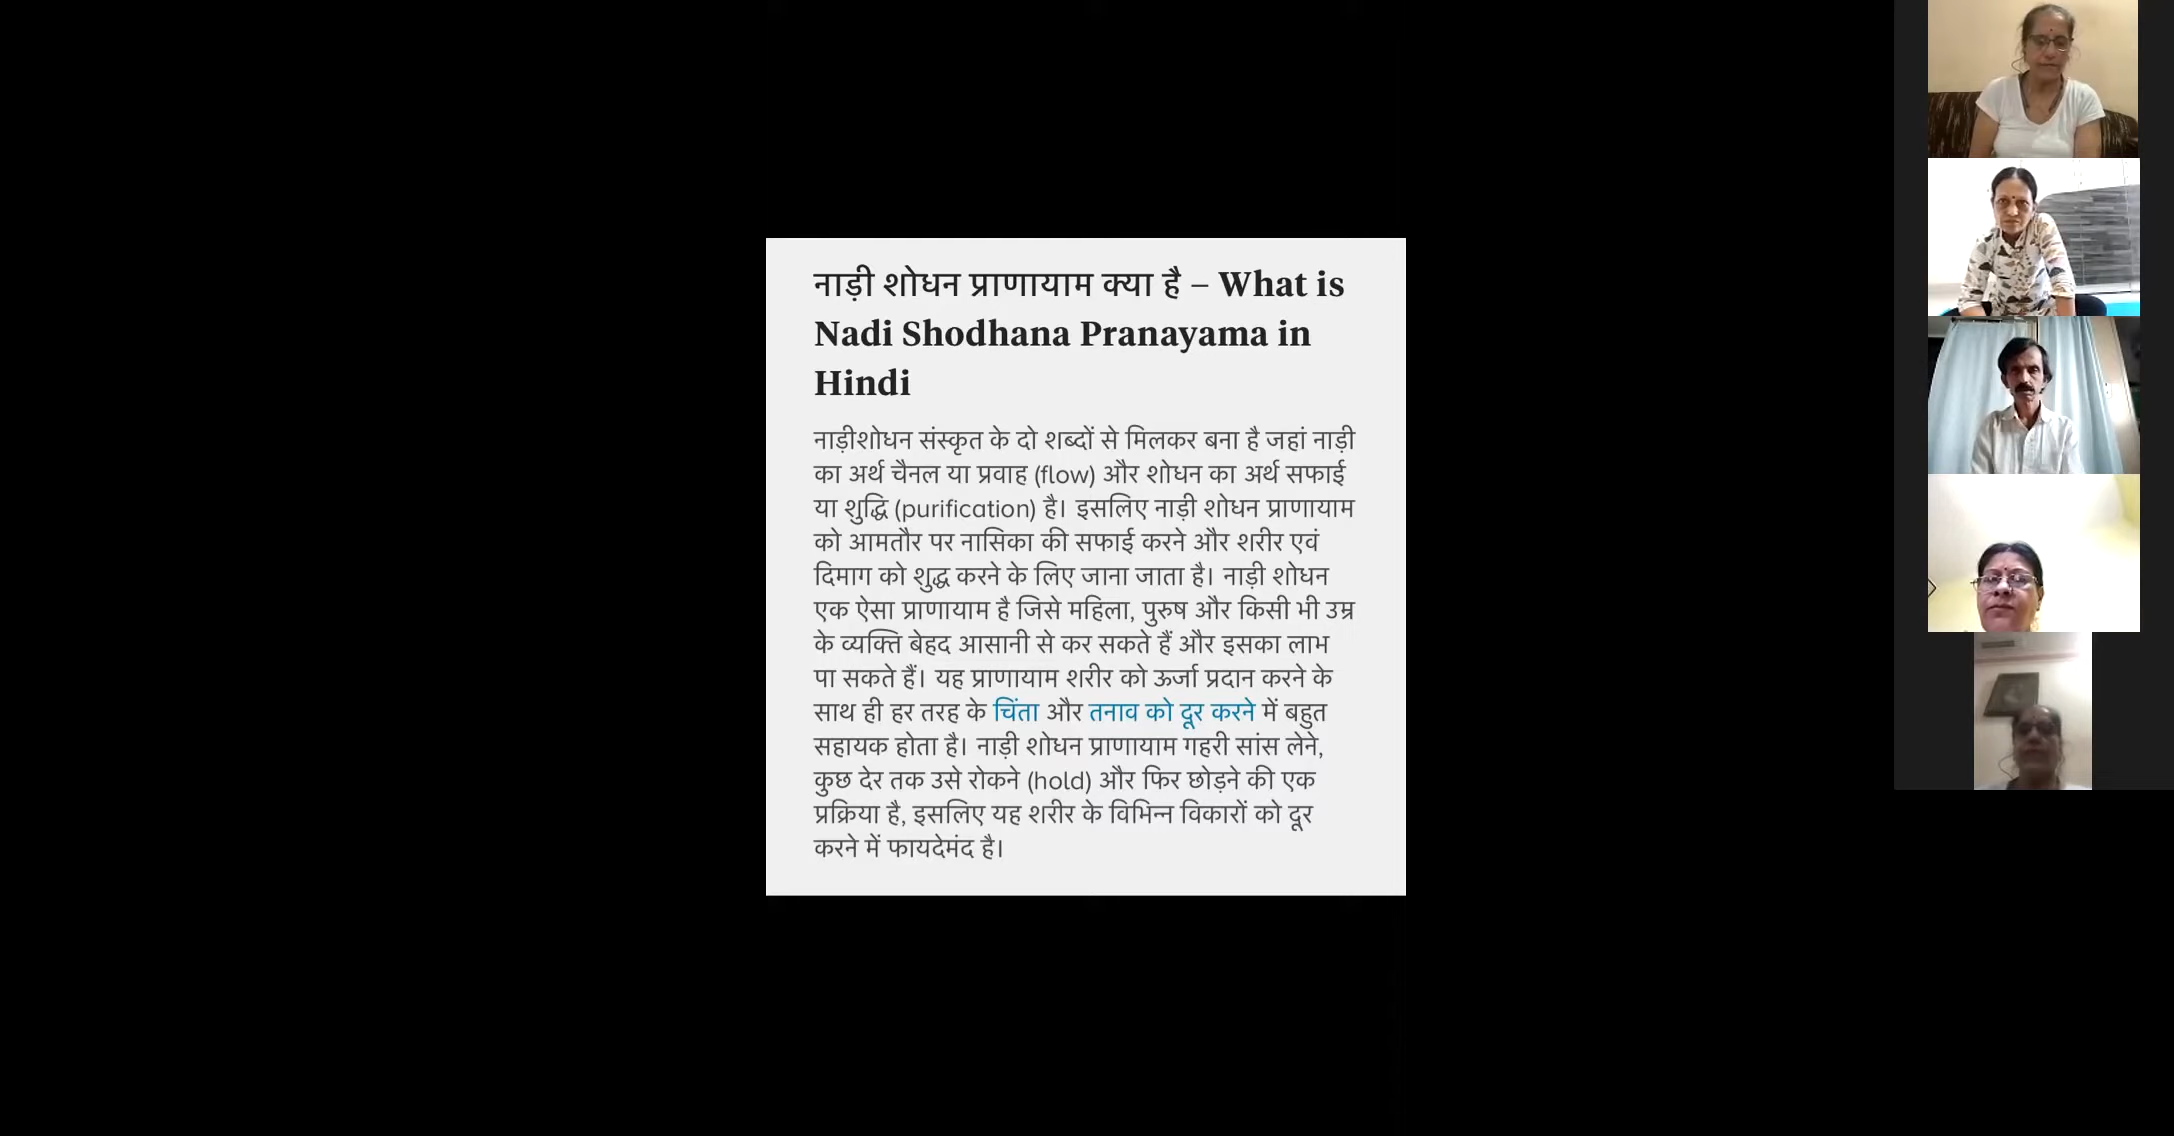 नाड़ी शोधन प्राणायाम क्या है – What is
Nadi Shodhana Pranayama in
Hindi
नाड़ीशोधन संस्कृत के दो शब्दों से मिलकर बना है जहां नाड़ी
का अर्थ चैनल या प्रवाह (flow) और शोधन का अर्थ सफाई
या शुद्धि (purification) है। इसलिए नाड़ी शोधन प्राणायाम
को आमतौर पर नासिका की सफाई करने और शरीर एवं
दिमाग को शुद्ध करने के लिए जाना जाता है। नाड़ी शोधन
एक ऐसा प्राणायाम है जिसे महिला, पुरुष और किसी भी उम्र
के व्यक्ति बेहद आसानी से कर सकते हैं और इसका लाभ
पा सकते हैं। यह प्राणायाम शरीर को ऊर्जा प्रदान करने के
साथ ही हर तरह के चिंता और तनाव को दूर करने में बहुत
सहायक होता है। नाड़ी शोधन प्राणायाम गहरी सांस लेने,
कुछ देर तक उसे रोकने (hold) और फिर छोड़ने की एक
प्रक्रिया है, इसलिए यह शरीर के विभिन्न विकारों को दूर
करने में फायदेमंद है।